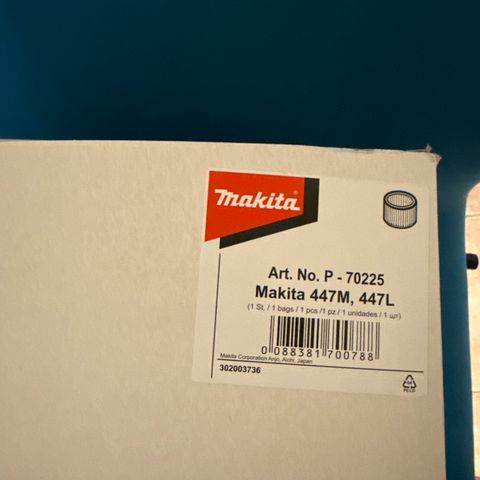 makita®
Art. No. P - 70225
Makita 447M, 447L
(1 St. / 1 bags / 1 pcs /1 pz / 1 unidades / 1 шт)
0 088381 700788
Makita Corporation Anjo, Aichi, Japan
302003736